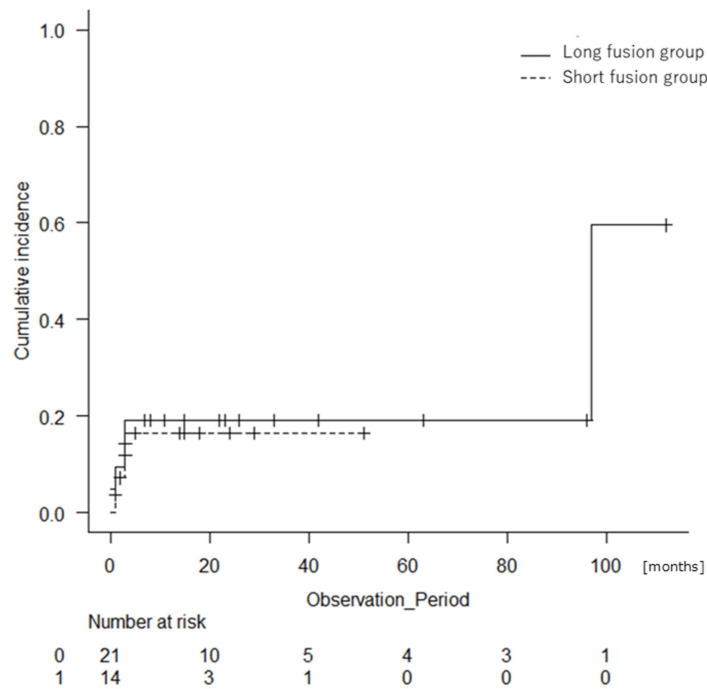 1.0
Long fusion group
Short fusion group
0.8
0.6
0.4
0.2
0.0
Cumulative incidence
0 20 40 60 80 100 [months]
Observation_Period
Number at risk
0 21 10 5 4 3 1
1 14 3 1 0 0 0